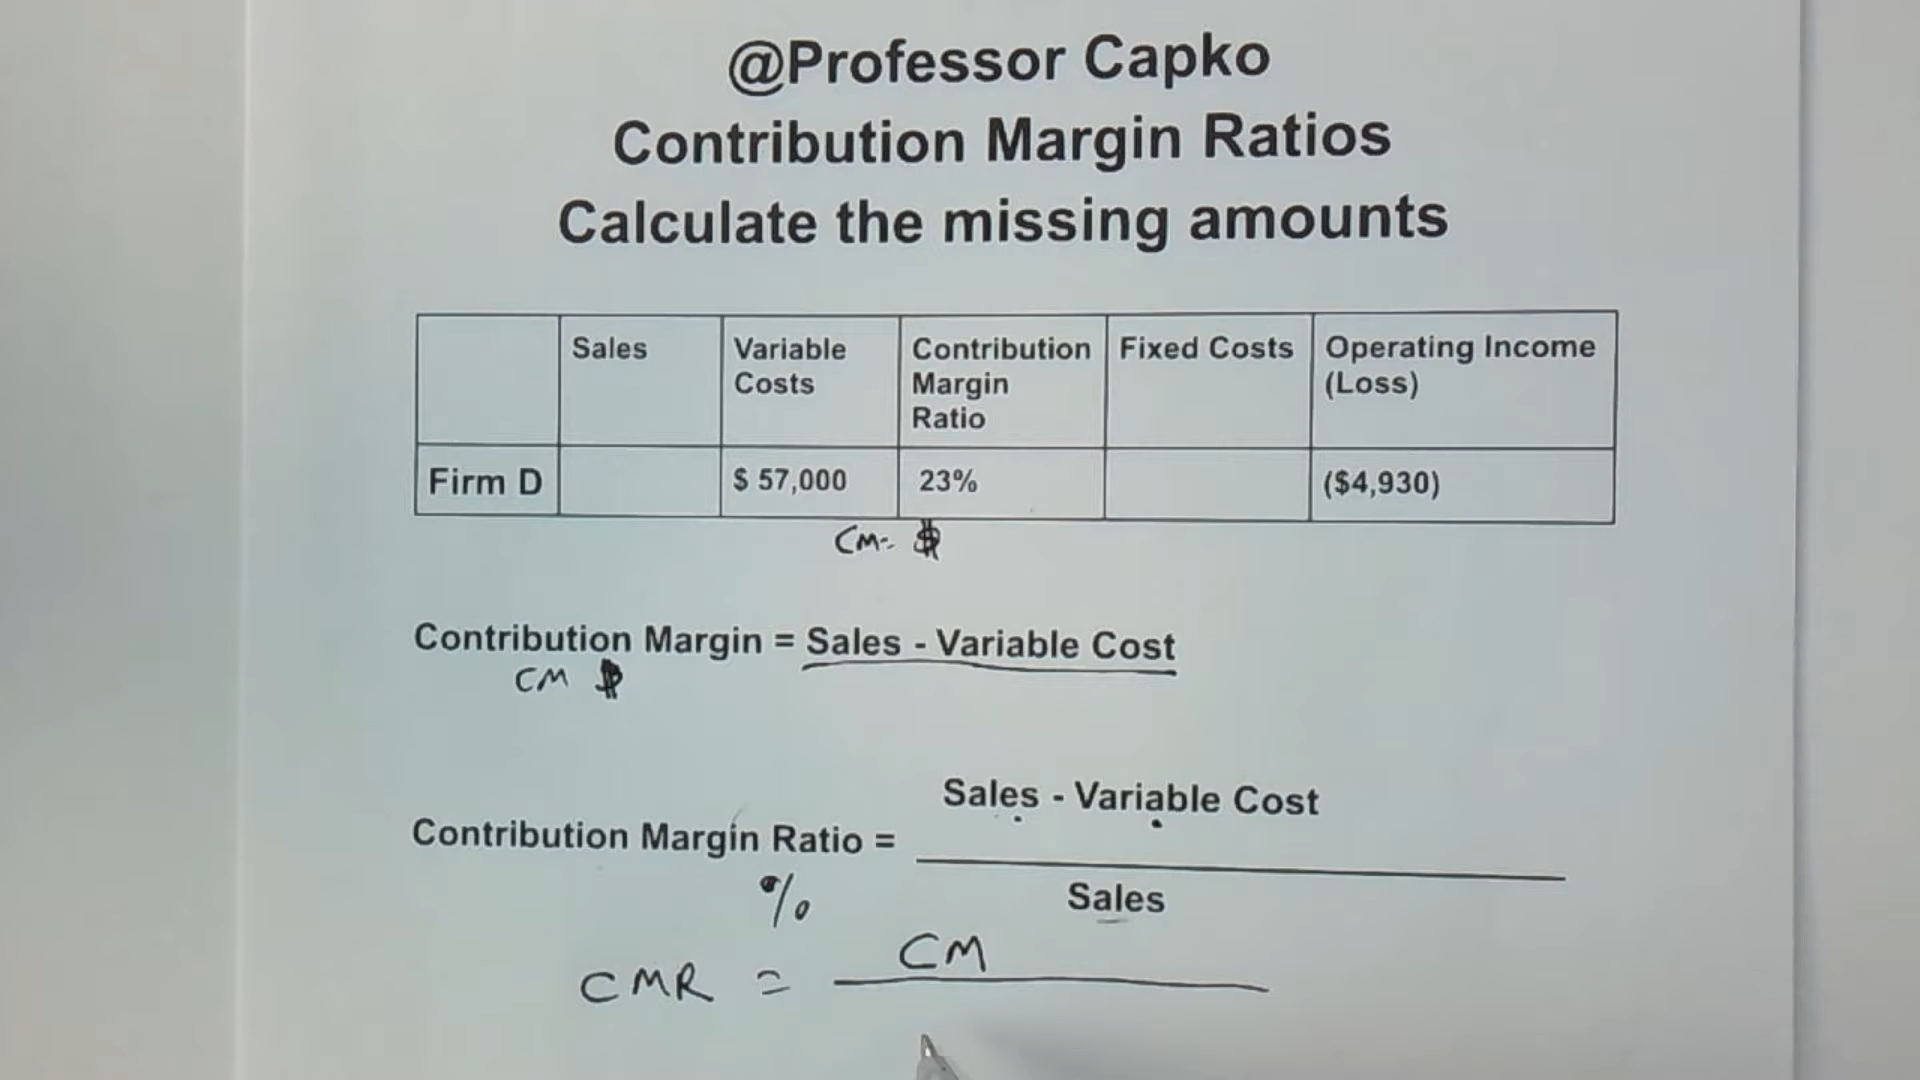 @Professor Capko
Contribution Margin Ratios
Calculate the missing amounts
Sales
Variable Costs
Contribution Margin Ratio
Fixed Costs
Operating Income (Loss)
Firm D
$ 57,000
23%
($4,930)
CM= $
Contribution Margin = Sales - Variable Cost
CM $
Sales - Variable Cost
Contribution Margin Ratio =
Sales
%
CM
CMR =